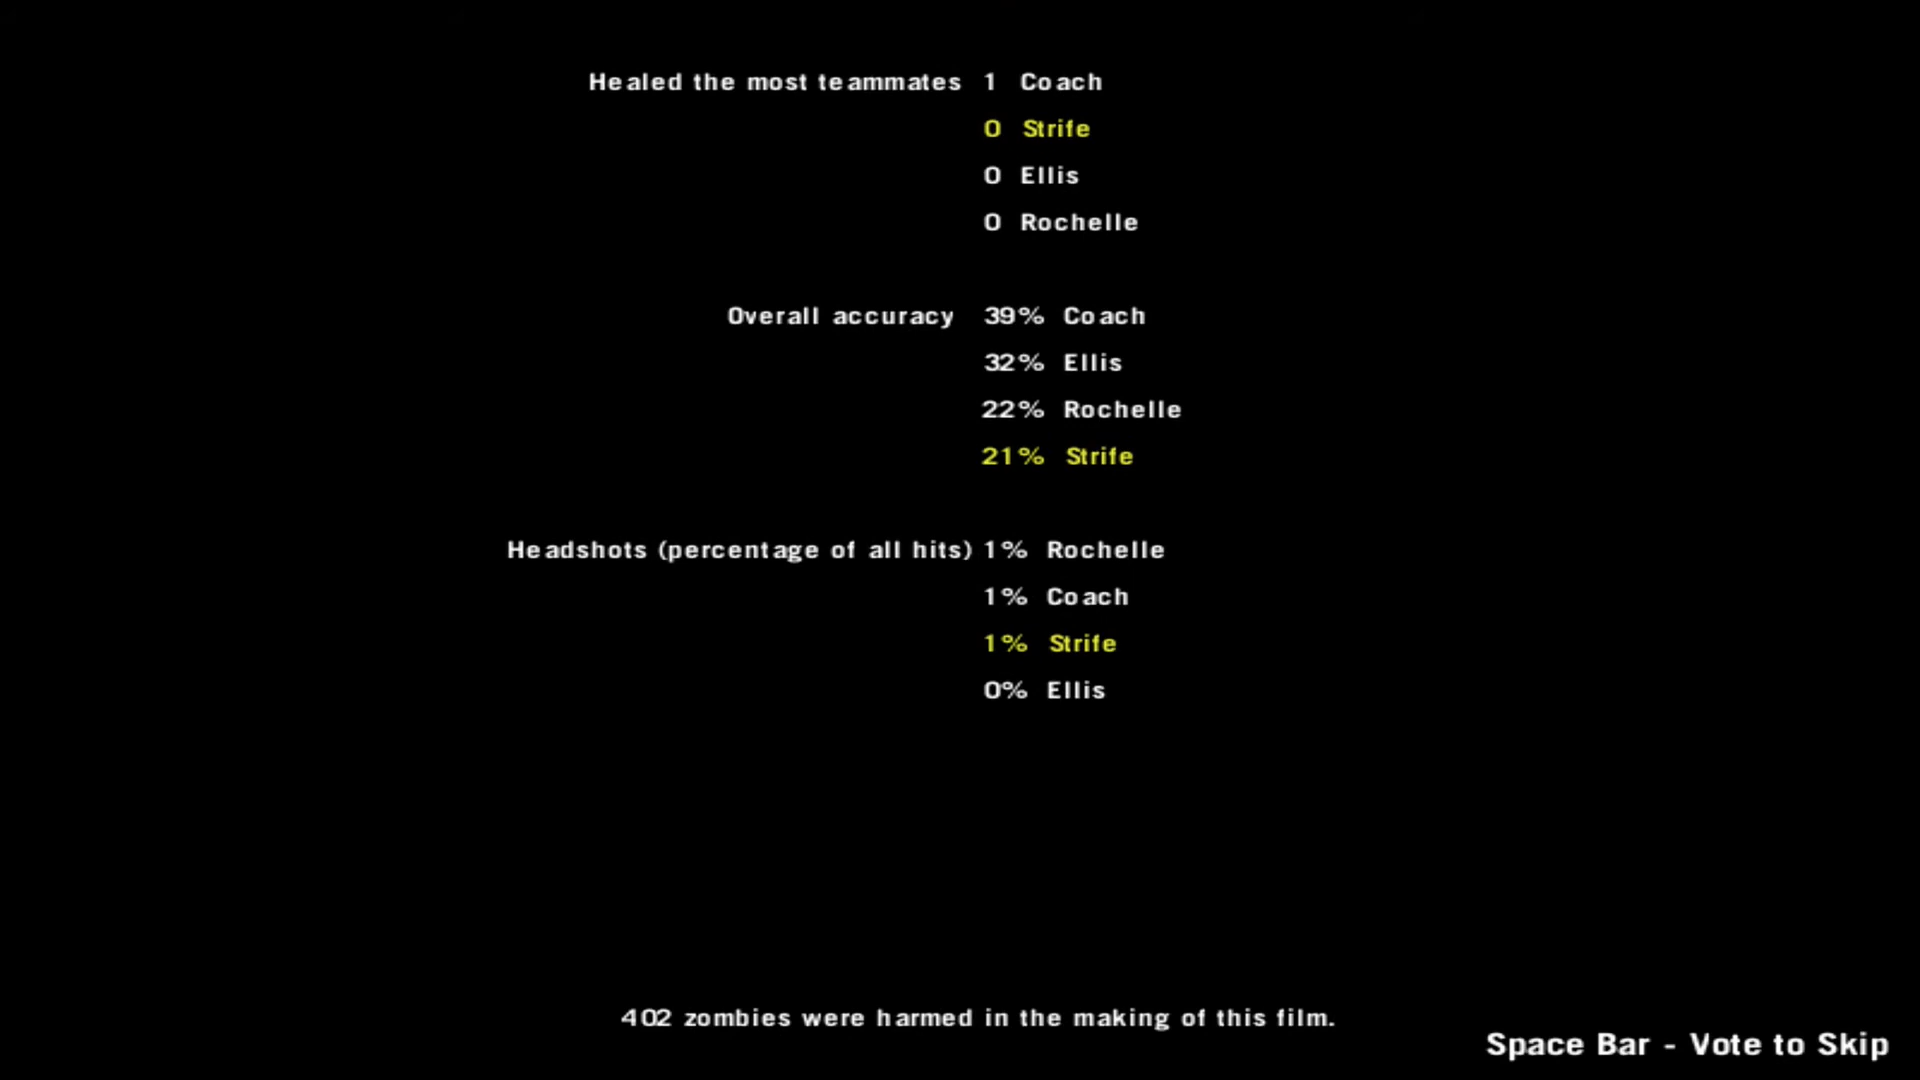 Healed the most teammates 1 Coach
0 Strife
0 Ellis
0 Rochelle
Overall accuracy 39% Coach
32% Ellis
22% Rochelle
21% Strife
Headshots (percentage of all hits) 1% Rochelle
1% Coach
1% Strife
0% Ellis
402 zombies were harmed in the making of this film.
Space Bar - Vote to Skip